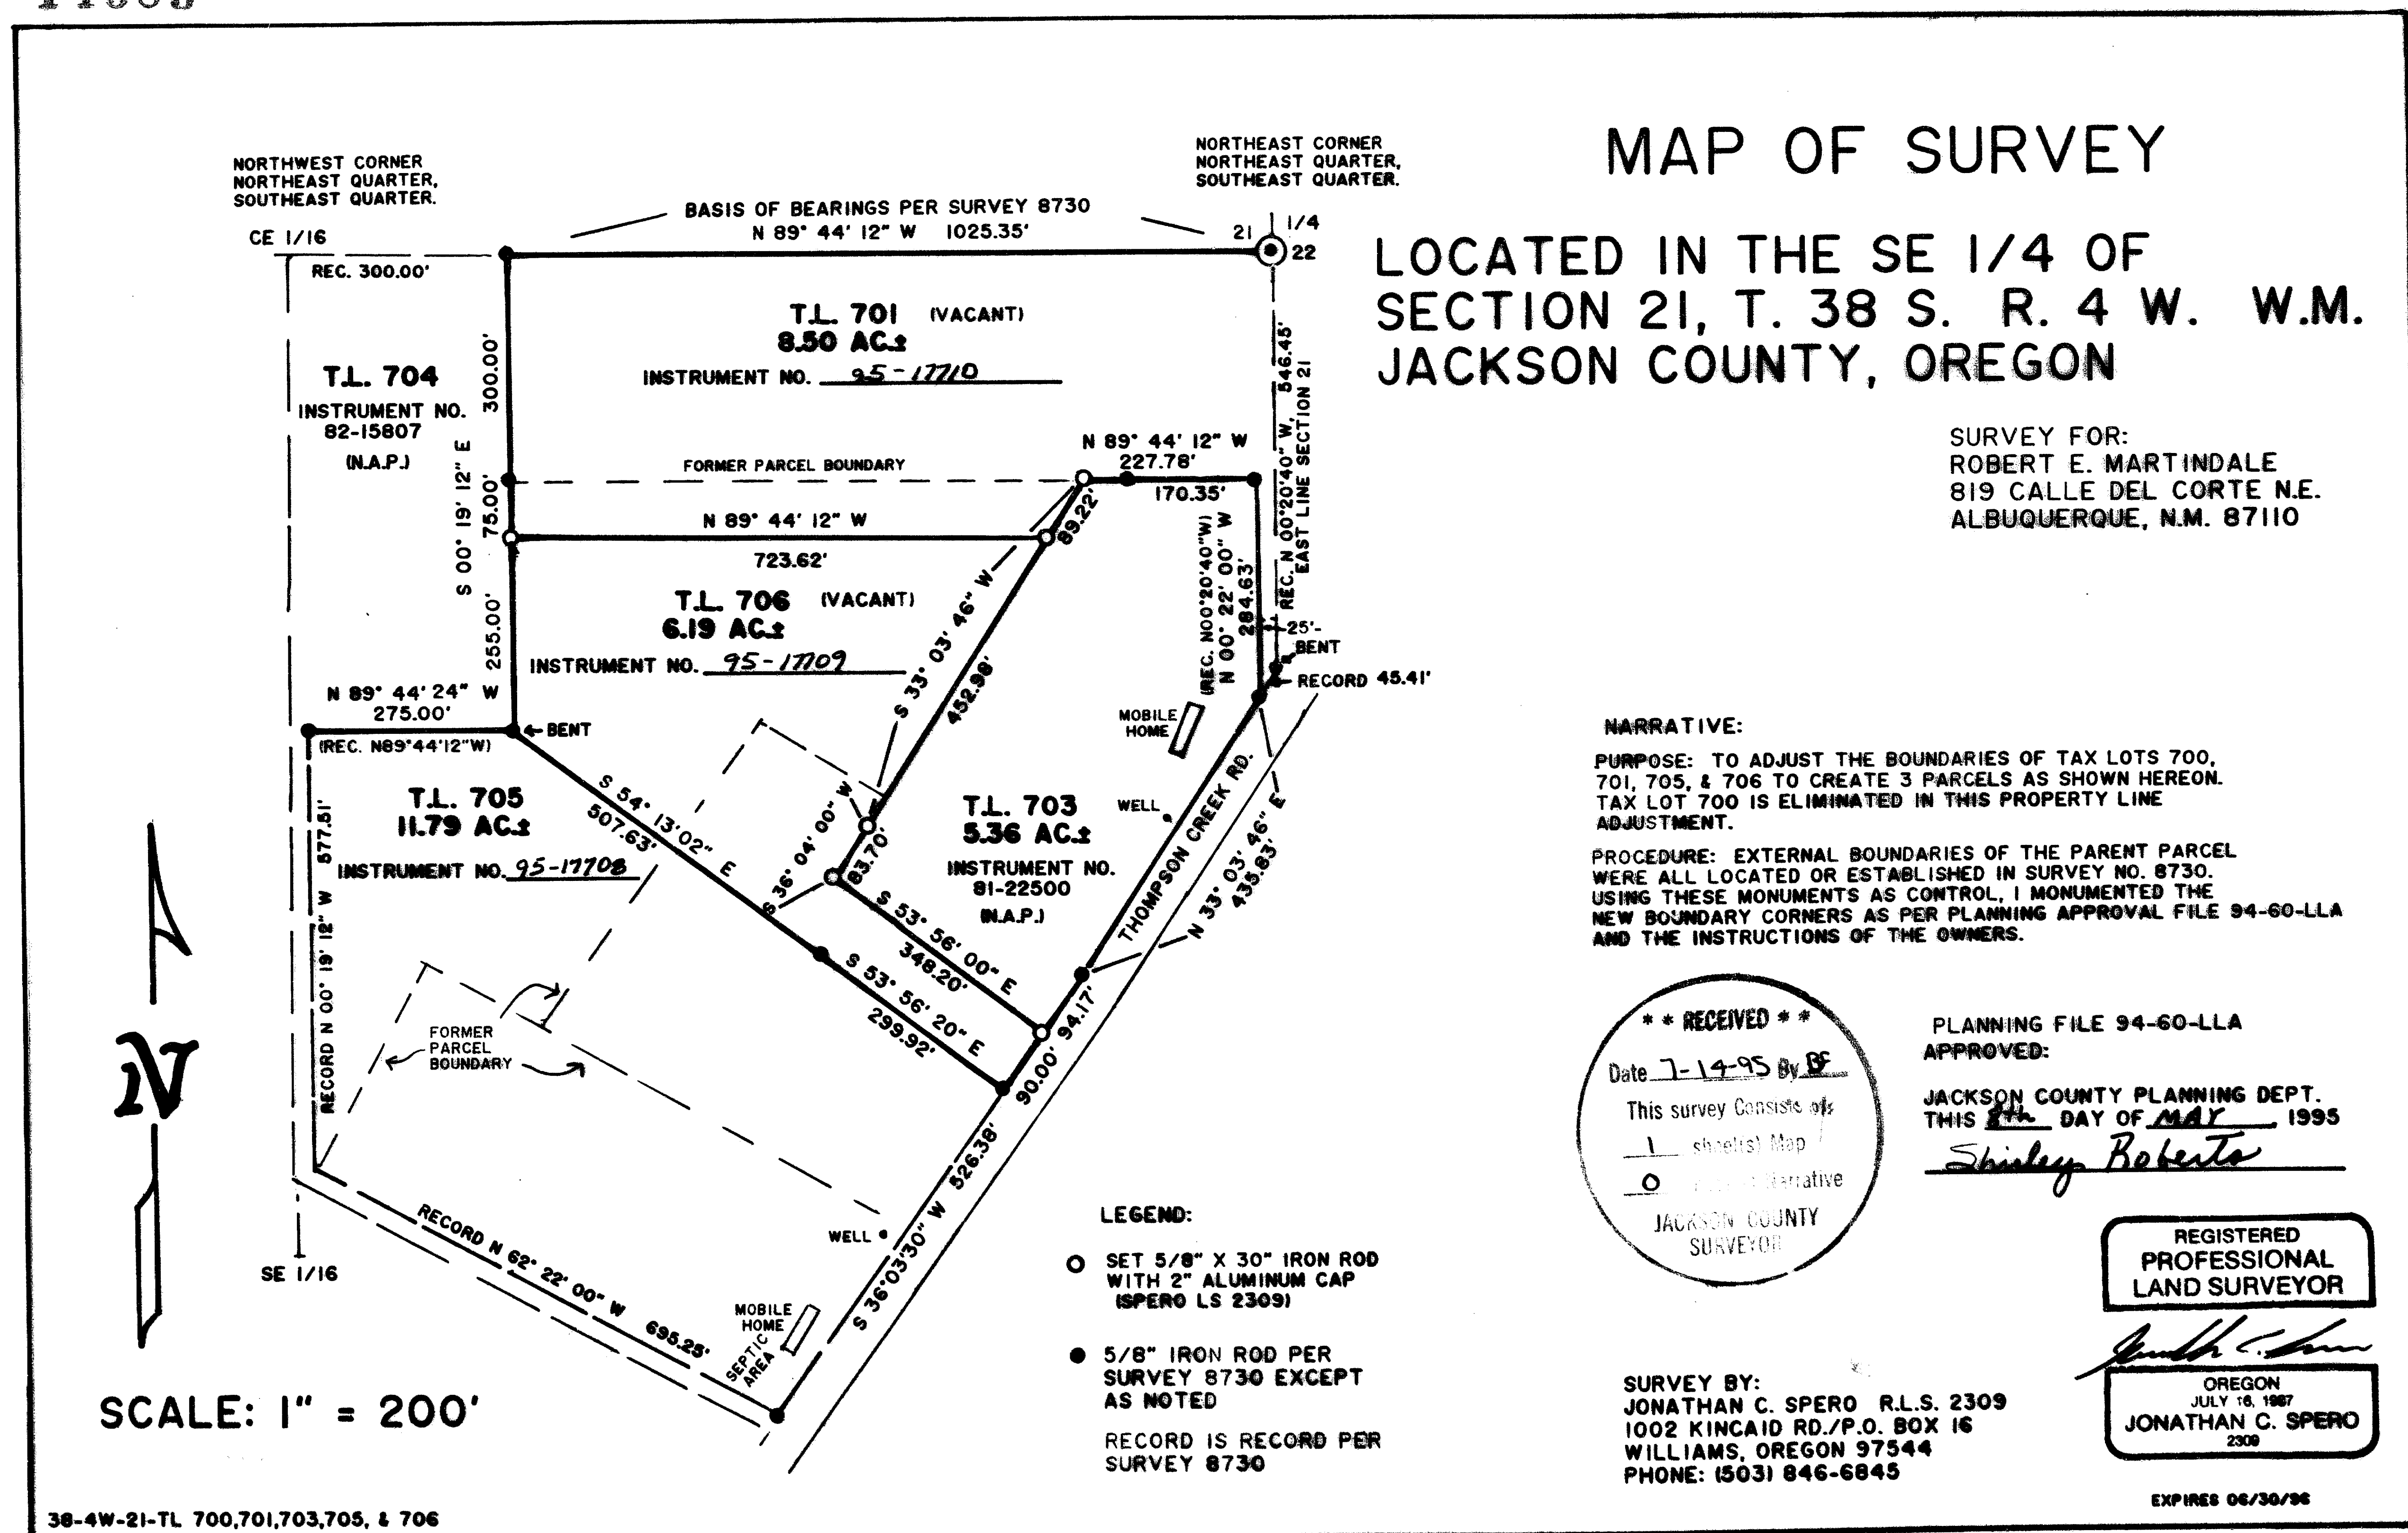 MAP OF SURVEY
LOCATED IN THE SE 1/4 OF
SECTION 21, T. 38 S. R. 4 W. W.M.
JACKSON COUNTY, OREGON
SURVEY FOR:
ROBERT E. MARTINDALE
819 CALLE DEL CORTE N.E.
ALBUQUERQUE, N.M. 87110
NORTHWEST CORNER
NORTHEAST QUARTER,
SOUTHEAST QUARTER.
NORTHEAST CORNER
NORTHEAST QUARTER,
SOUTHEAST QUARTER.
BASIS OF BEARINGS PER SURVEY 8730
N 89° 44' 12" W 1025.35'
CE 1/16
REC. 300.00'
21
1/4
22
T.L. 701 (VACANT)
8.50 AC.±
INSTRUMENT NO. 95-17710
T.L. 704
INSTRUMENT NO.
82-15807
(N.A.P.)
300.00'
S 00° 19' 12" E
75.00'
255.00'
FORMER PARCEL BOUNDARY
N 89° 44' 12" W
227.78'
170.35'
89.22'
REC. N 00°20'40" W, 546.45'
EAST LINE SECTION 21
(REC. N00°20'40"W)
N 00° 22' 00" W
284.63'
25'-
BENT
RECORD 45.41'
N 89° 44' 12" W
723.62'
T.L. 706 (VACANT)
6.19 AC.±
INSTRUMENT NO. 95-17709
S 33° 03' 46" W
452.98'
N 89° 44' 24" W
275.00'
(REC. N89°44'12"W)
BENT
MOBILE
HOME
WELL
THOMPSON CREEK RD.
N 33° 03' 46" E
435.83'
T.L. 705
11.79 AC.±
INSTRUMENT NO. 95-17708
S 54° 13' 02" E
507.63'
S 36° 04' 00" W
83.70'
T.L. 703
5.36 AC.±
INSTRUMENT NO.
81-22500
(N.A.P.)
S 53° 56' 00" E
348.20'
S 53° 56' 20" E
299.92'
94.17'
90.00'
RECORD N 00° 19' 12" W 577.51'
FORMER
PARCEL
BOUNDARY
S 36°03'30" W 526.38'
WELL
MOBILE
HOME
SEPTIC
AREA
RECORD N 62° 22' 00" W 695.25'
SE 1/16
N
SCALE: 1" = 200'
LEGEND:
SET 5/8" X 30" IRON ROD
WITH 2" ALUMINUM CAP
(SPERO LS 2309)
5/8" IRON ROD PER
SURVEY 8730 EXCEPT
AS NOTED
RECORD IS RECORD PER
SURVEY 8730
NARRATIVE:
PURPOSE: TO ADJUST THE BOUNDARIES OF TAX LOTS 700,
701, 705, & 706 TO CREATE 3 PARCELS AS SHOWN HEREON.
TAX LOT 700 IS ELIMINATED IN THIS PROPERTY LINE
ADJUSTMENT.
PROCEDURE: EXTERNAL BOUNDARIES OF THE PARENT PARCEL
WERE ALL LOCATED OR ESTABLISHED IN SURVEY NO. 8730.
USING THESE MONUMENTS AS CONTROL, I MONUMENTED THE
NEW BOUNDARY CORNERS AS PER PLANNING APPROVAL FILE 94-60-LLA
AND THE INSTRUCTIONS OF THE OWNERS.
* * RECEIVED * *
Date 7-14-95 By BF
This survey Consists of:
1 sheet(s) Map
0 Narrative
JACKSON COUNTY
SURVEYOR
PLANNING FILE 94-60-LLA
APPROVED:
JACKSON COUNTY PLANNING DEPT.
THIS 8th DAY OF MAY, 1995
Shirley Roberts
REGISTERED
PROFESSIONAL
LAND SURVEYOR
OREGON
JULY 16, 1987
JONATHAN C. SPERO
2309
EXPIRES 06/30/96
SURVEY BY:
JONATHAN C. SPERO R.L.S. 2309
1002 KINCAID RD./P.O. BOX 16
WILLIAMS, OREGON 97544
PHONE: (503) 846-6845
38-4W-21-TL 700,701,703,705, & 706